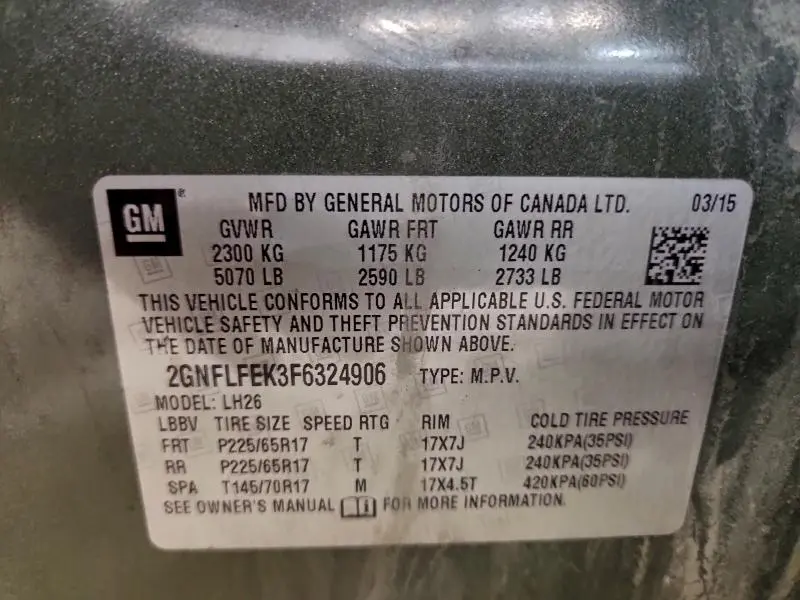 GM ® MFD BY GENERAL MOTORS OF CANADA LTD. 03/15
GVWR GAWR FRT GAWR RR
2300 KG 1175 KG 1240 KG
5070 LB 2590 LB 2733 LB
THIS VEHICLE CONFORMS TO ALL APPLICABLE U.S. FEDERAL MOTOR
VEHICLE SAFETY AND THEFT PREVENTION STANDARDS IN EFFECT ON
THE DATE OF MANUFACTURE SHOWN ABOVE.
2GNFLFEK3F6324906 TYPE: M.P.V.
MODEL: LH26
LBBV TIRE SIZE SPEED RTG RIM COLD TIRE PRESSURE
FRT P225/65R17 T 17X7J 240KPA(35PSI)
RR P225/65R17 T 17X7J 240KPA(35PSI)
SPA T145/70R17 M 17X4.5T 420KPA(60PSI)
SEE OWNER'S MANUAL FOR MORE INFORMATION.